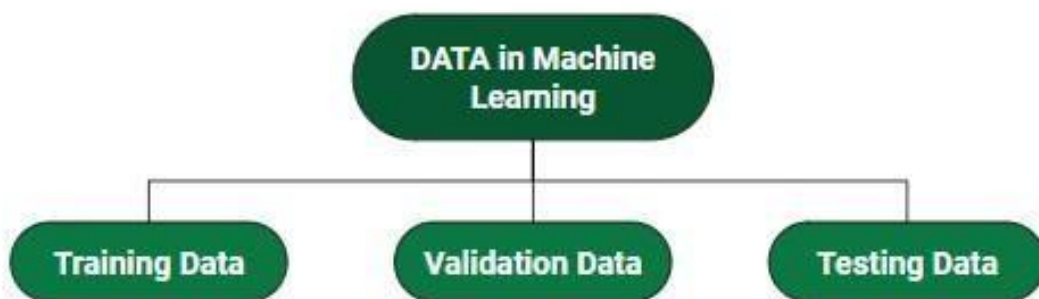 DATA in Machine
Learning
Training Data
Validation Data
Testing Data